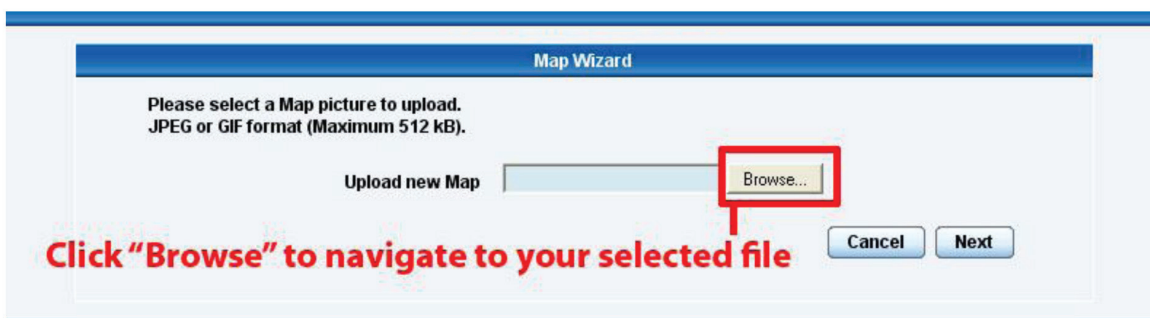 Map Wizard
Please select a Map picture to upload.
JPEG or GIF format (Maximum 512 kB).
Upload new Map
Browse...
Click “Browse” to navigate to your selected file
Cancel
Next